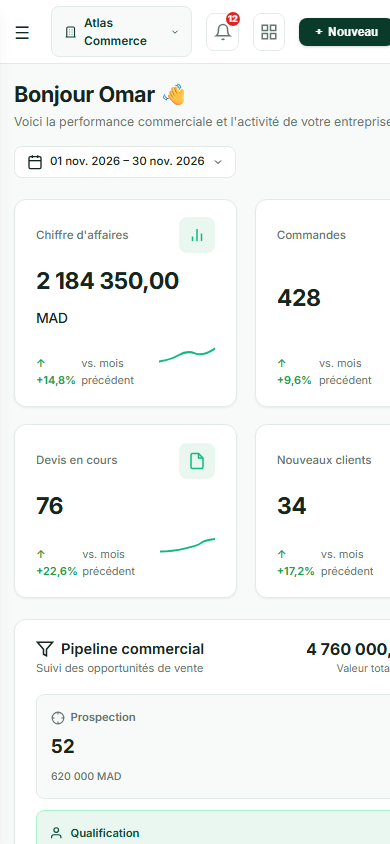 Atlas
Commerce
12
+ Nouveau
Bonjour Omar 👋
Voici la performance commerciale et l'activité de votre entreprise
01 nov. 2026 – 30 nov. 2026
Chiffre d'affaires
2 184 350,00
MAD
↑
+14,8%
vs. mois
précédent
Commandes
428
↑
+9,6%
vs. mois
précédent
Devis en cours
76
↑
+22,6%
vs. mois
précédent
Nouveaux clients
34
↑
+17,2%
vs. mois
précédent
Pipeline commercial
4 760 000,
Suivi des opportunités de vente
Valeur tota
Prospection
52
620 000 MAD
Qualification